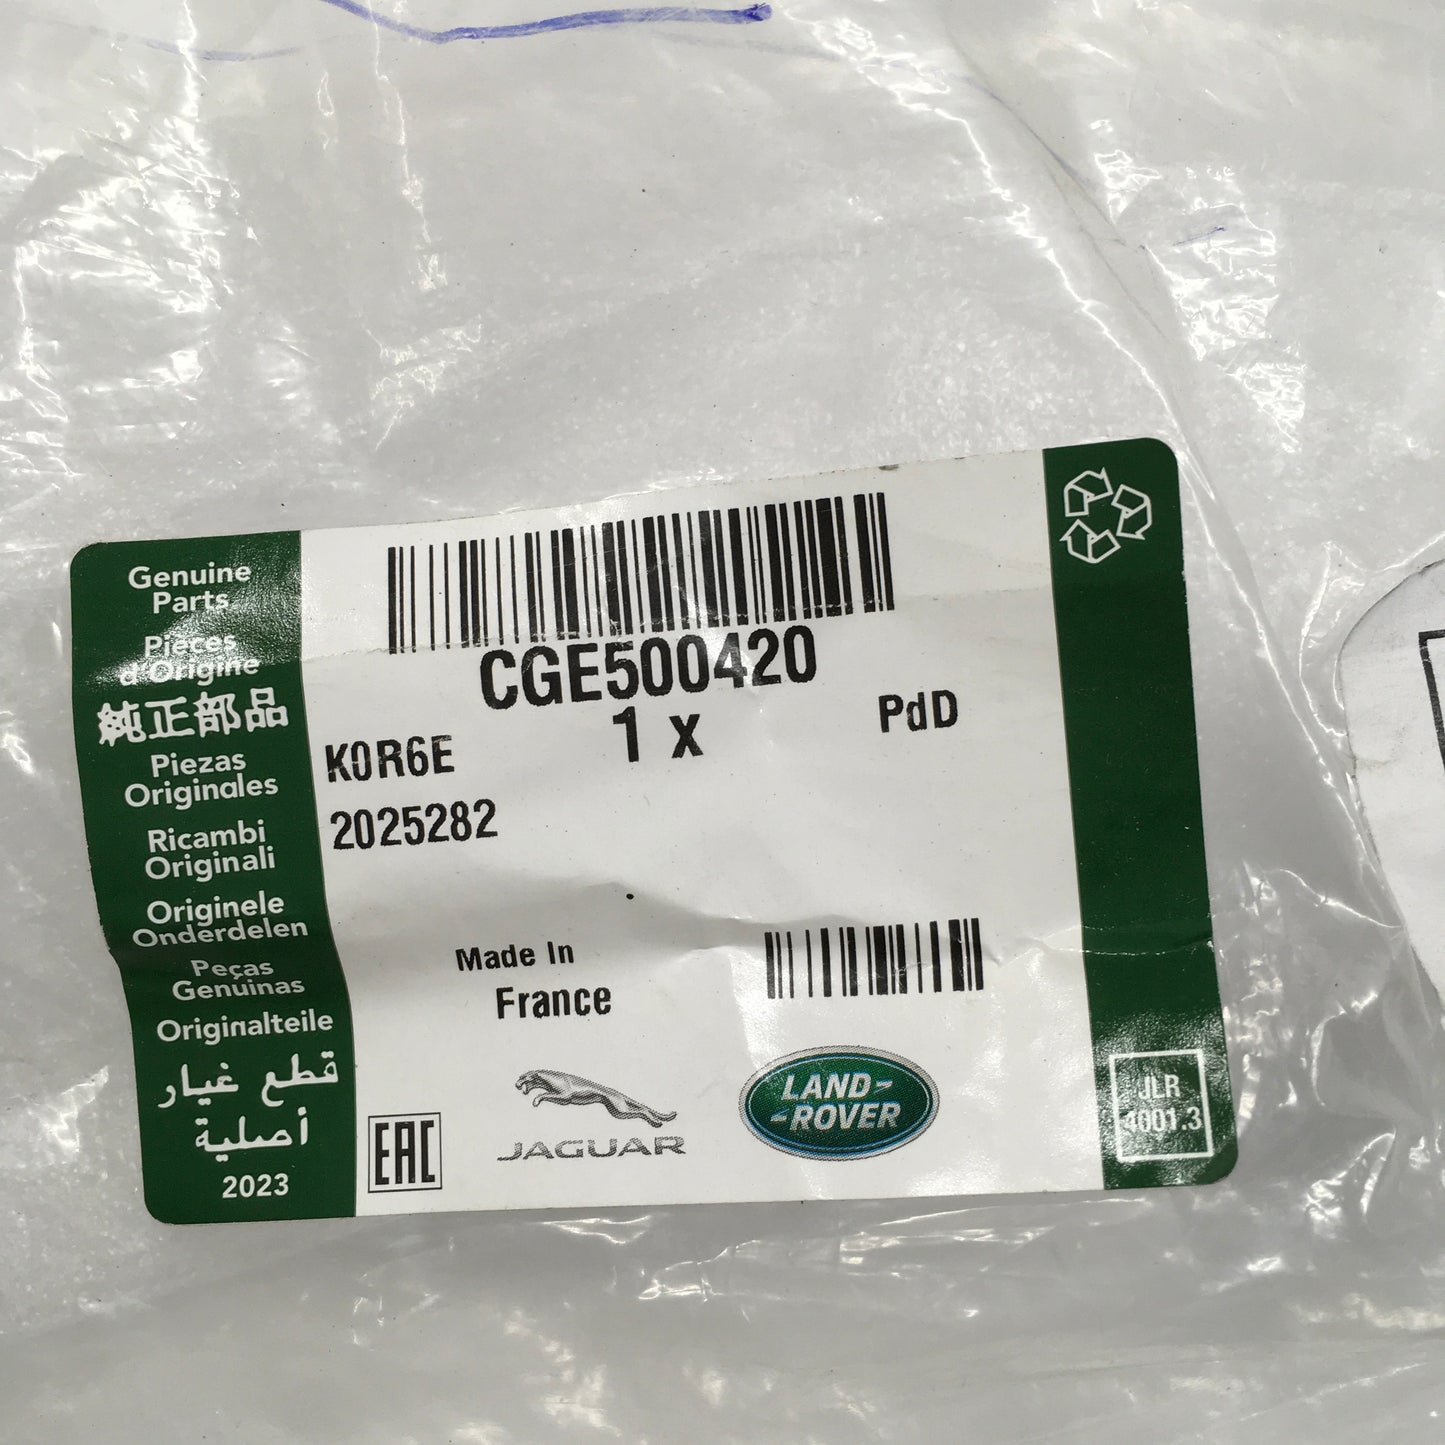 Genuine
Parts
Pièces
d'Origine
純正部品
Piezas
Originales
Ricambi
Originali
Originele
Onderdelen
Peças
Genuinas
Originalteile
قطع غيار
أصلية
2023
CGE500420
1 x
PdD
K0R6E
2025282
Made In
France
EAC
JAGUAR
LAND-
-ROVER
JLR
4001.3